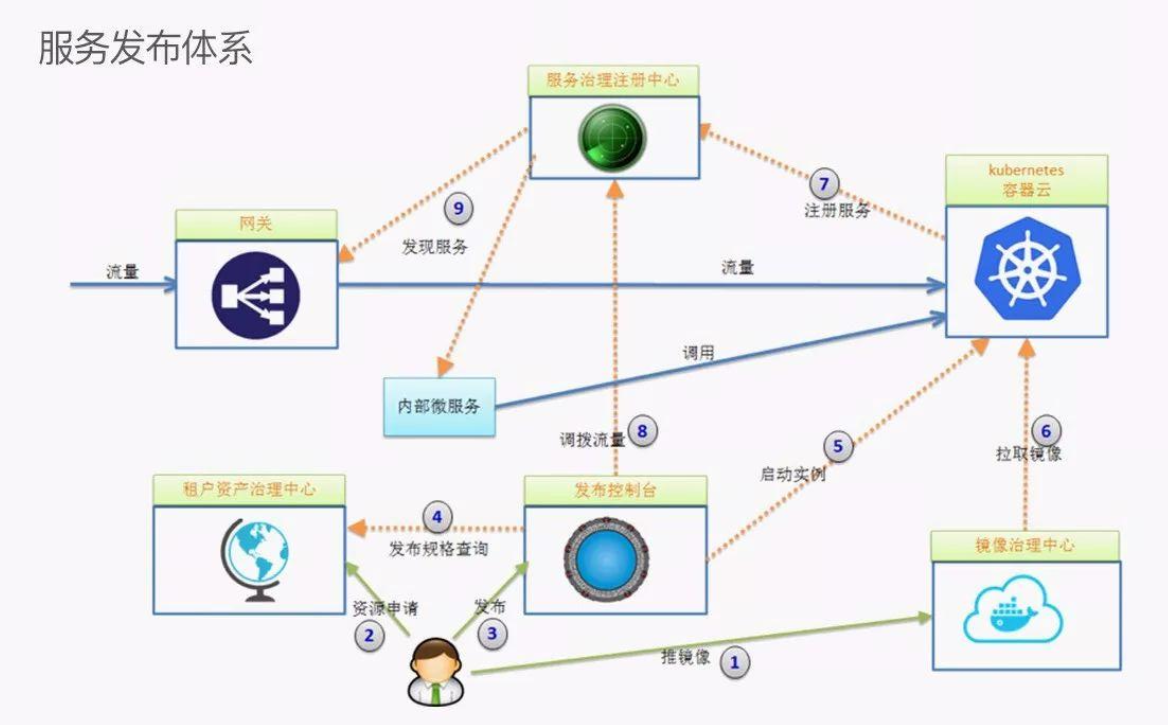 服务发布体系
服务治理注册中心
kubernetes
容器云
7
注册服务
9
发现服务
网关
流量
流量
调用
内部微服务
调拨流量
8
5
启动实例
6
拉取镜像
租户资产治理中心
发布控制台
4
发布规格查询
镜像治理中心
资源申请
2
发布
3
推镜像
1